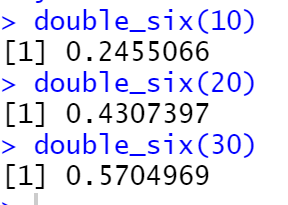 > double_six(10)
[1] 0.2455066
> double_six(20)
[1] 0.4307397
> double_six(30)
[1] 0.5704969
>